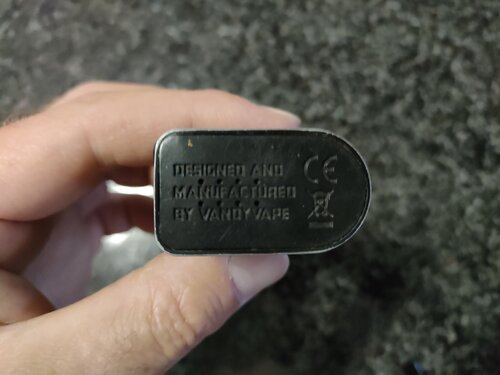 DESIGNED AND
MANUFACTURED
BY VANDYVAPE
CE